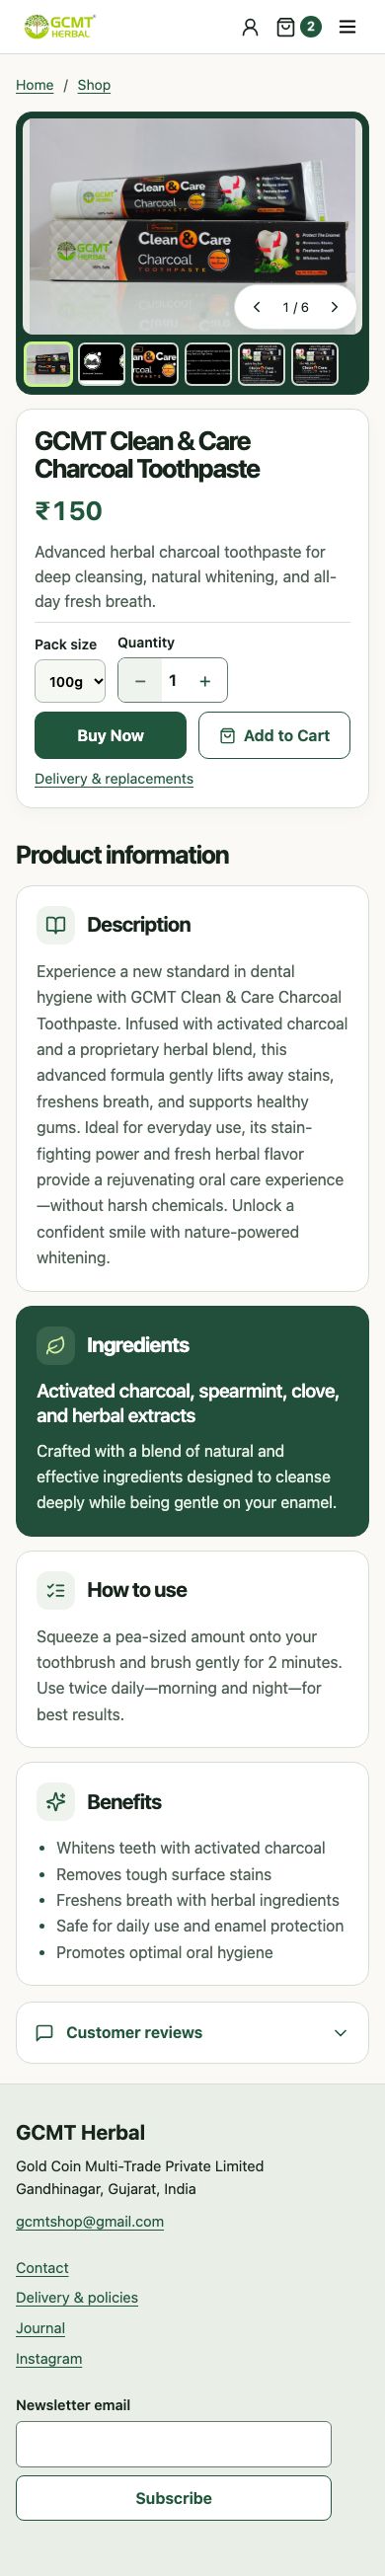 GCMT
HERBAL
2
Home / Shop
Clean & Care
Charcoal
GCMT
HERBAL
Clean & Care
Charcoal
TOOTHPASTE
1 / 6
GCMT Clean & Care
Charcoal Toothpaste
₹150
Advanced herbal charcoal toothpaste for
deep cleansing, natural whitening, and all-
day fresh breath.
Pack size
Quantity
100g
− 1 +
Buy Now
Add to Cart
Delivery & replacements
Product information
Description
Experience a new standard in dental
hygiene with GCMT Clean & Care Charcoal
Toothpaste. Infused with activated charcoal
and a proprietary herbal blend, this
advanced formula gently lifts away stains,
freshens breath, and supports healthy
gums. Ideal for everyday use, its stain-
fighting power and fresh herbal flavor
provide a rejuvenating oral care experience
—without harsh chemicals. Unlock a
confident smile with nature-powered
whitening.
Ingredients
Activated charcoal, spearmint, clove,
and herbal extracts
Crafted with a blend of natural and
effective ingredients designed to cleanse
deeply while being gentle on your enamel.
How to use
Squeeze a pea-sized amount onto your
toothbrush and brush gently for 2 minutes.
Use twice daily—morning and night—for
best results.
Benefits
• Whitens teeth with activated charcoal
• Removes tough surface stains
• Freshens breath with herbal ingredients
• Safe for daily use and enamel protection
• Promotes optimal oral hygiene
Customer reviews
GCMT Herbal
Gold Coin Multi-Trade Private Limited
Gandhinagar, Gujarat, India
gcmtshop@gmail.com
Contact
Delivery & policies
Journal
Instagram
Newsletter email
Subscribe